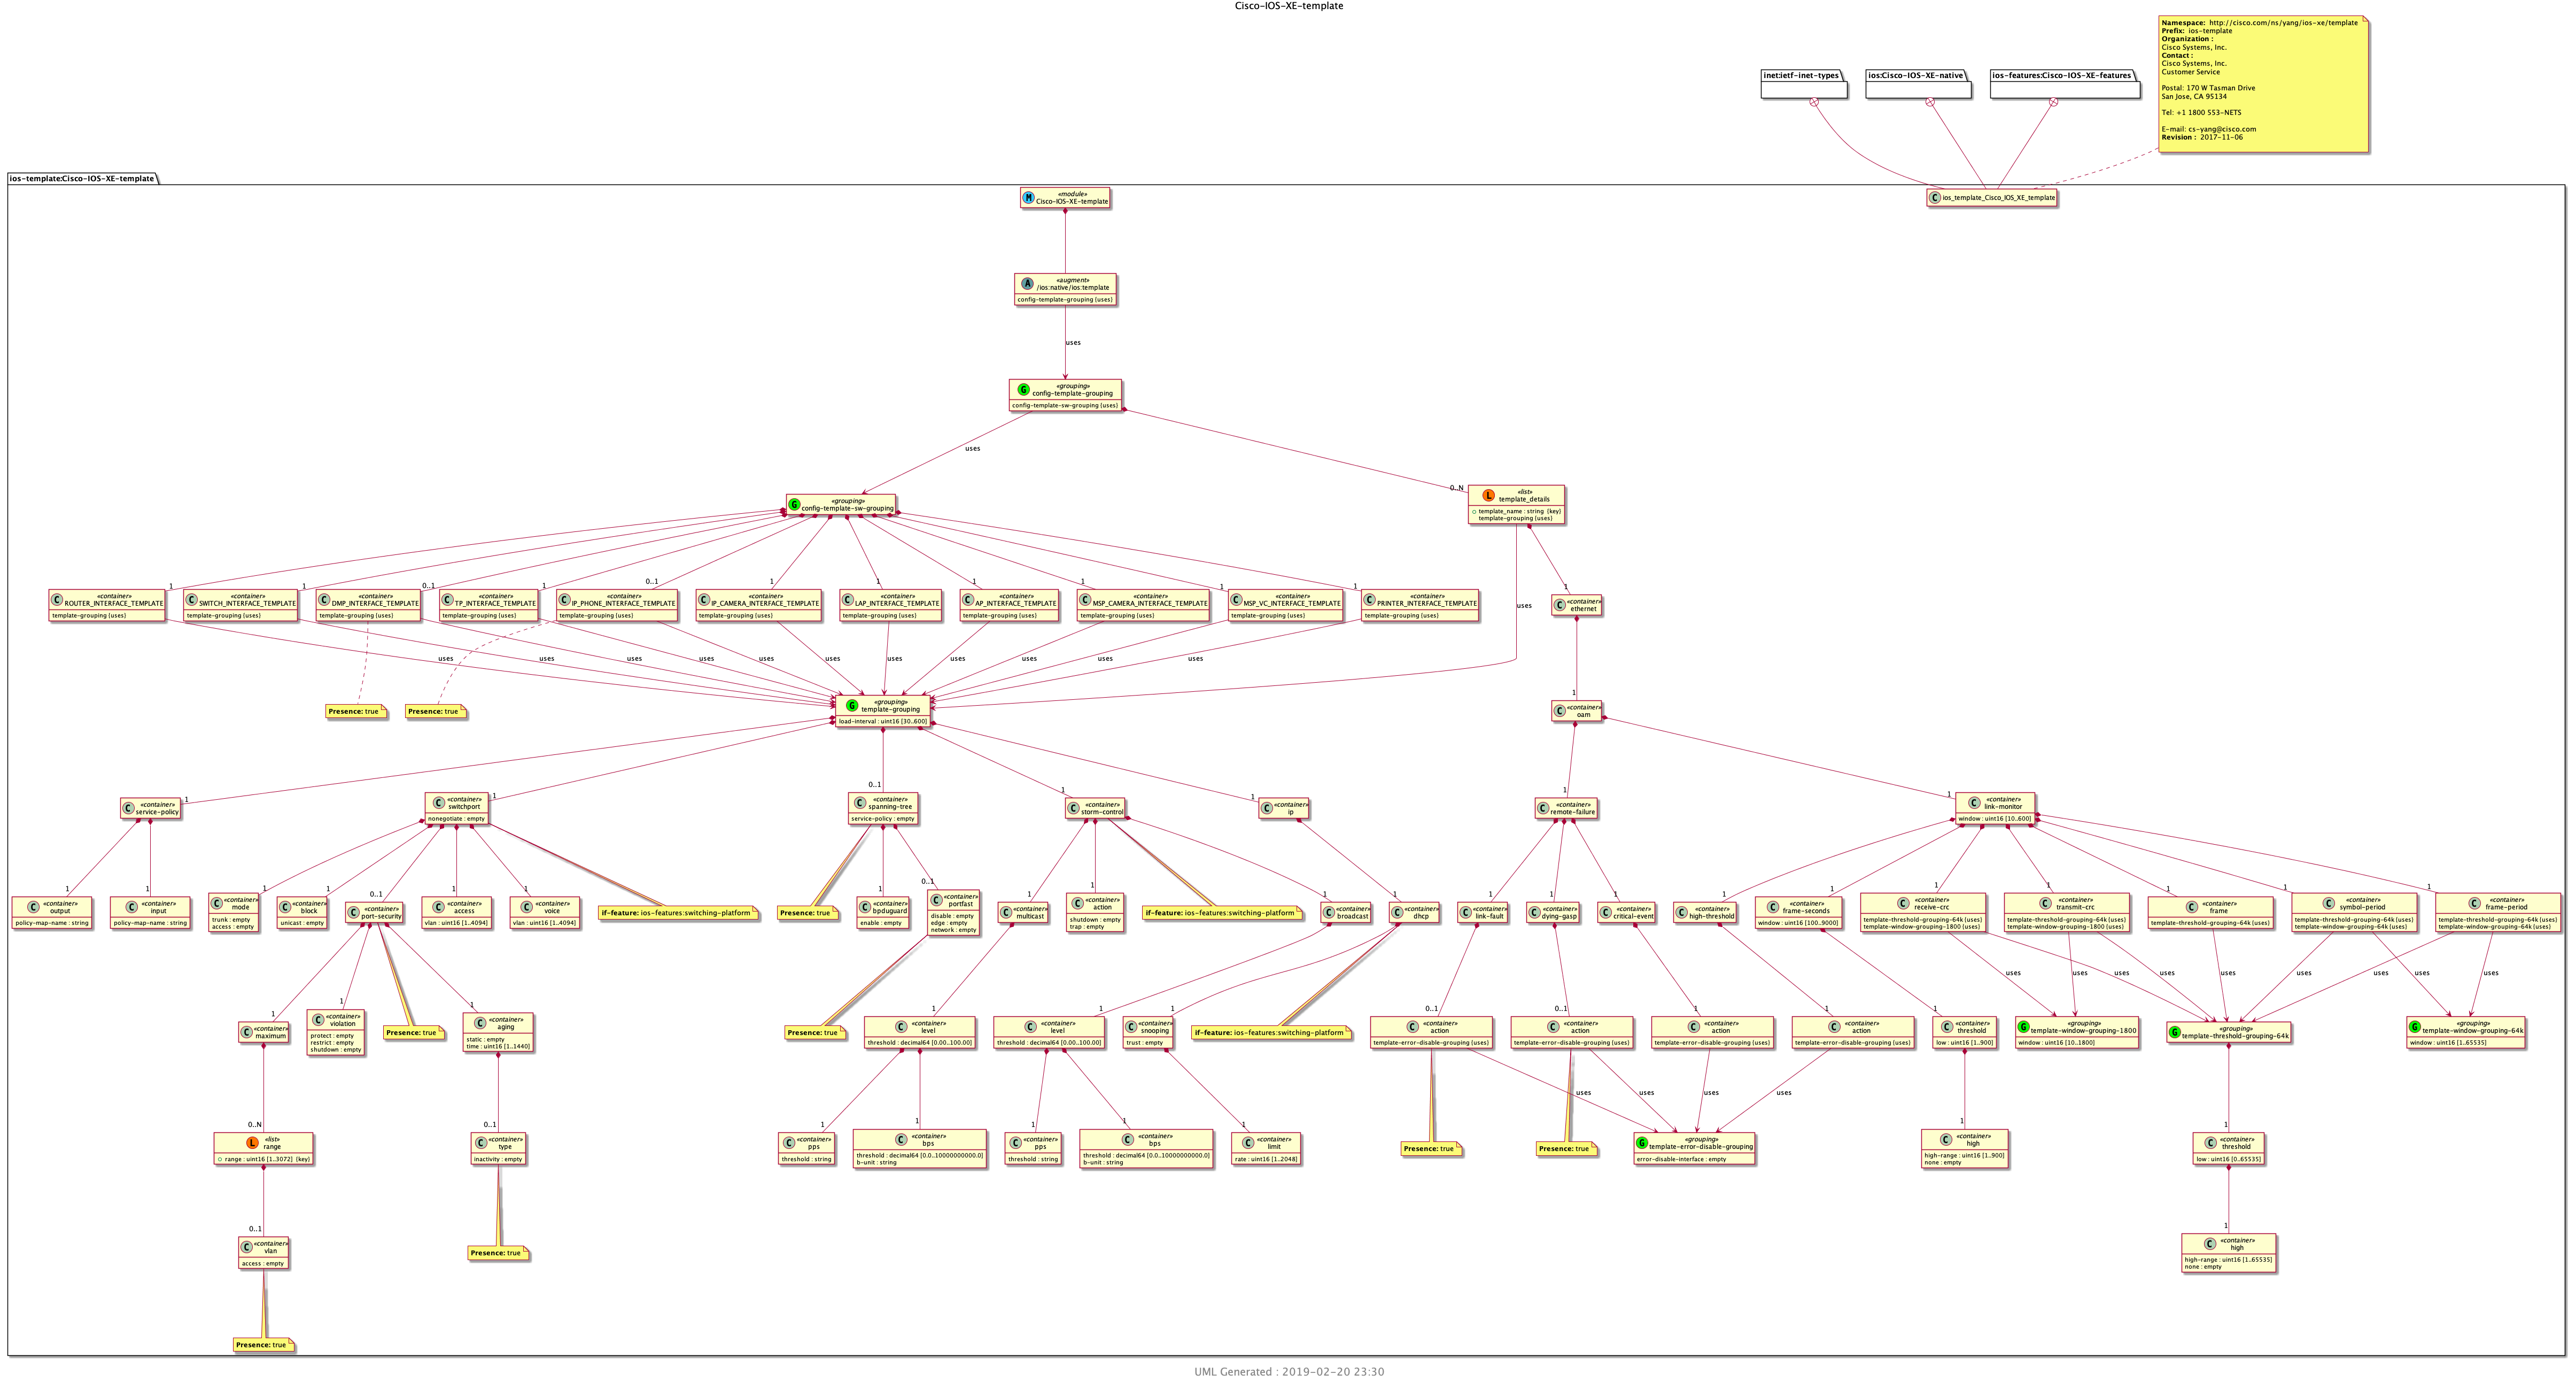 Cisco-IOS-XE-template
Namespace: http://cisco.com/ns/yang/ios-xe/template
Prefix: ios-template
Organization :
Cisco Systems, Inc.
Contact :
Cisco Systems, Inc.
Customer Service
Postal: 170 W Tasman Drive
San Jose, CA 95134
Tel: +1 1800 553-NETS
E-mail: cs-yang@cisco.com
Revision : 2017-11-06
inet:ietf-inet-types
ios:Cisco-IOS-XE-native
ios-features:Cisco-IOS-XE-features
ios-template:Cisco-IOS-XE-template
M «module»
Cisco-IOS-XE-template
C ios_template_Cisco_IOS_XE_template
A «augment»
/ios:native/ios:template
config-template-grouping {uses}
uses
G «grouping»
config-template-grouping
config-template-sw-grouping {uses}
uses
0..N
G «grouping»
config-template-sw-grouping
L «list»
template_details
template_name : string {key}
template-grouping {uses}
1
1
0..1
1
0..1
1
1
1
1
1
1
1
C «container»
ROUTER_INTERFACE_TEMPLATE
template-grouping {uses}
C «container»
SWITCH_INTERFACE_TEMPLATE
template-grouping {uses}
C «container»
DMP_INTERFACE_TEMPLATE
template-grouping {uses}
C «container»
TP_INTERFACE_TEMPLATE
template-grouping {uses}
C «container»
IP_PHONE_INTERFACE_TEMPLATE
template-grouping {uses}
C «container»
IP_CAMERA_INTERFACE_TEMPLATE
template-grouping {uses}
C «container»
LAP_INTERFACE_TEMPLATE
template-grouping {uses}
C «container»
AP_INTERFACE_TEMPLATE
template-grouping {uses}
C «container»
MSP_CAMERA_INTERFACE_TEMPLATE
template-grouping {uses}
C «container»
MSP_VC_INTERFACE_TEMPLATE
template-grouping {uses}
C «container»
PRINTER_INTERFACE_TEMPLATE
template-grouping {uses}
uses
C «container»
ethernet
uses
uses
uses
uses
uses
uses
uses
uses
uses
uses
uses
1
Presence: true
Presence: true
G «grouping»
template-grouping
load-interval : uint16 [30..600]
C «container»
oam
1
1
0..1
1
1
1
1
C «container»
service-policy
C «container»
switchport
nonegotiate : empty
C «container»
spanning-tree
service-policy : empty
C «container»
storm-control
C «container»
ip
C «container»
remote-failure
C «container»
link-monitor
window : uint16 [10..600]
1
1
1
1
0..1
1
1
1
0..1
1
1
1
1
1
1
1
1
1
1
1
1
1
1
C «container»
output
policy-map-name : string
C «container»
input
policy-map-name : string
C «container»
mode
trunk : empty
access : empty
C «container»
block
unicast : empty
C «container»
port-security
C «container»
access
vlan : uint16 [1..4094]
C «container»
voice
vlan : uint16 [1..4094]
if-feature: ios-features:switching-platform
Presence: true
C «container»
bpduguard
enable : empty
C «container»
portfast
disable : empty
edge : empty
network : empty
C «container»
multicast
C «container»
action
shutdown : empty
trap : empty
if-feature: ios-features:switching-platform
C «container»
broadcast
C «container»
dhcp
C «container»
link-fault
C «container»
dying-gasp
C «container»
critical-event
C «container»
high-threshold
C «container»
frame-seconds
window : uint16 [100..9000]
C «container»
receive-crc
template-threshold-grouping-64k {uses}
template-window-grouping-1800 {uses}
C «container»
transmit-crc
template-threshold-grouping-64k {uses}
template-window-grouping-1800 {uses}
C «container»
frame
template-threshold-grouping-64k {uses}
C «container»
symbol-period
template-threshold-grouping-64k {uses}
template-window-grouping-64k {uses}
C «container»
frame-period
template-threshold-grouping-64k {uses}
template-window-grouping-64k {uses}
uses
uses
uses
uses
uses
uses
uses
uses
1
1
1
1
1
1
0..1
0..1
1
1
1
C «container»
maximum
C «container»
violation
protect : empty
restrict : empty
shutdown : empty
Presence: true
C «container»
aging
static : empty
time : uint16 [1..1440]
Presence: true
C «container»
level
threshold : decimal64 [0.00..100.00]
C «container»
level
threshold : decimal64 [0.00..100.00]
C «container»
snooping
trust : empty
if-feature: ios-features:switching-platform
C «container»
action
template-error-disable-grouping {uses}
C «container»
action
template-error-disable-grouping {uses}
C «container»
action
template-error-disable-grouping {uses}
C «container»
action
template-error-disable-grouping {uses}
C «container»
threshold
low : uint16 [1..900]
G «grouping»
template-window-grouping-1800
window : uint16 [10..1800]
G «grouping»
template-threshold-grouping-64k
G «grouping»
template-window-grouping-64k
window : uint16 [1..65535]
uses
uses
uses
uses
0..N
0..1
1
1
1
1
1
1
1
L «list»
range
range : uint16 [1..3072] {key}
C «container»
type
inactivity : empty
C «container»
pps
threshold : string
C «container»
bps
threshold : decimal64 [0.0..10000000000.0]
b-unit : string
C «container»
pps
threshold : string
C «container»
bps
threshold : decimal64 [0.0..10000000000.0]
b-unit : string
C «container»
limit
rate : uint16 [1..2048]
Presence: true
Presence: true
G «grouping»
template-error-disable-grouping
error-disable-interface : empty
C «container»
high
high-range : uint16 [1..900]
none : empty
C «container»
threshold
low : uint16 [0..65535]
0..1
1
C «container»
vlan
access : empty
Presence: true
C «container»
high
high-range : uint16 [1..65535]
none : empty
Presence: true
UML Generated : 2019-02-20 23:30